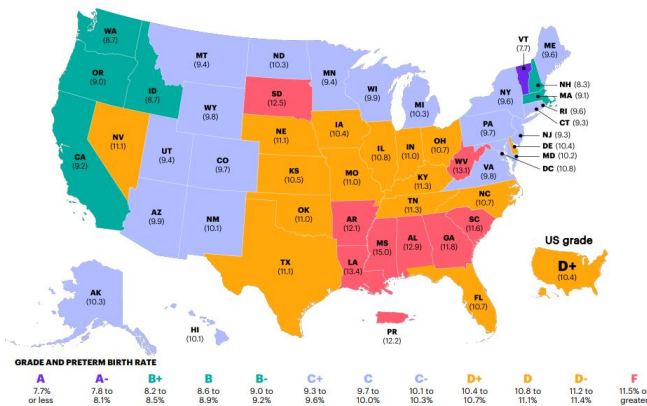 WA
(8.7)
OR
(9.0)
ID
(8.7)
MT
(9.4)
ND
(10.3)
MN
(9.4)
SD
(12.5)
WI
(9.9)
MI
(10.3)
WY
(9.8)
NV
(11.1)
CA
(9.2)
UT
(9.4)
CO
(9.7)
AZ
(9.9)
NM
(10.1)
NE
(11.1)
KS
(10.5)
OK
(11.0)
TX
(11.1)
IA
(10.4)
MO
(11.0)
IL
(10.8)
IN
(11.0)
OH
(10.7)
KY
(11.3)
TN
(11.3)
AR
(12.1)
LA
(13.4)
MS
(15.0)
AL
(12.9)
GA
(11.8)
SC
(11.6)
NC
(10.7)
FL
(10.7)
WV
(13.1)
VA
(9.8)
PA
(9.7)
NY
(9.6)
VT
(7.7)
ME
(9.6)
NH (8.3)
MA (9.1)
RI (9.6)
CT (9.3)
NJ (9.3)
DE (10.4)
MD (10.2)
DC (10.8)
AK
(10.3)
HI
(10.1)
PR
(12.2)
US grade
D+
(10.4)
GRADE AND PRETERM BIRTH RATE
A
7.7%
or less
A-
7.8 to
8.1%
B+
8.2 to
8.5%
B
8.6 to
8.9%
B-
9.0 to
9.2%
C+
9.3 to
9.6%
C
9.7 to
10.0%
C-
10.1 to
10.3%
D+
10.4 to
10.7%
D
10.8 to
11.1%
D-
11.2 to
11.4%
F
11.5% or
greater